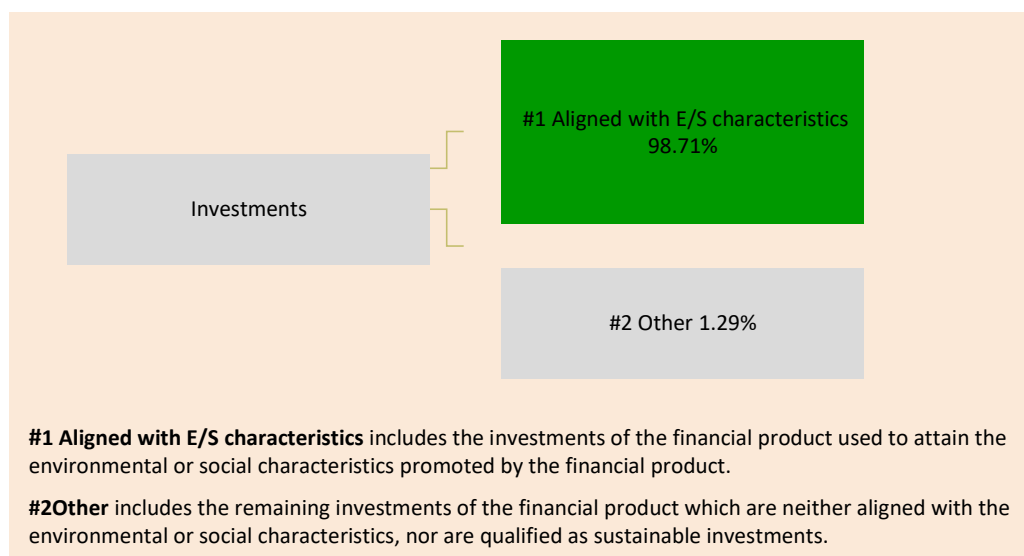 #1 Aligned with E/S characteristics
98.71%
Investments
#2 Other 1.29%
#1 Aligned with E/S characteristics includes the investments of the financial product used to attain the
environmental or social characteristics promoted by the financial product.
#2Other includes the remaining investments of the financial product which are neither aligned with the
environmental or social characteristics, nor are qualified as sustainable investments.